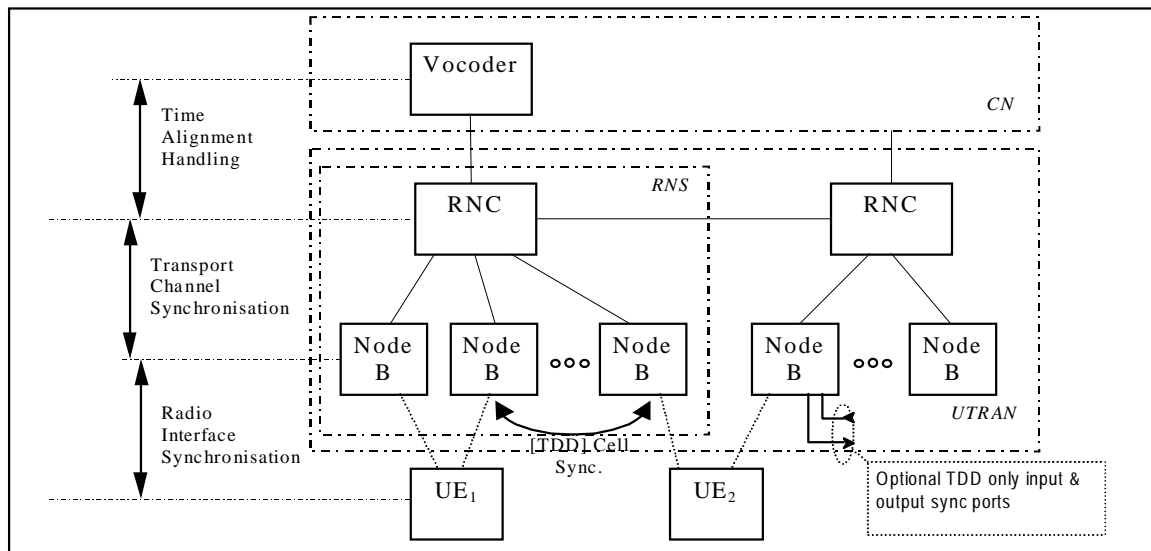 Vocoder
CN
Time
Alignment
Handling
RNS
RNC
RNC
Transport
Channel
Synchronisation
Node
B
Node
B
Node
B
Node
B
Node
B
Radio
Interface
Synchronisation
[TDD] Cell
Sync.
UTRAN
UE1
UE2
Optional TDD only input &
output sync ports